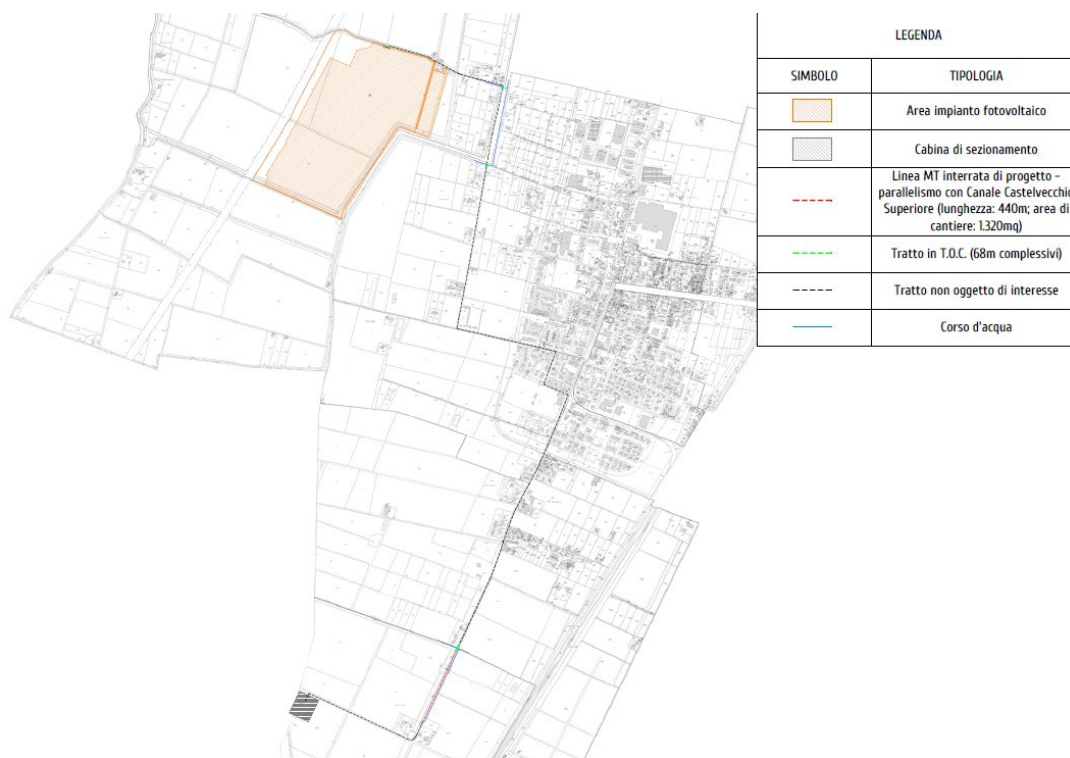 LEGENDA
SIMBOLO
TIPOLOGIA
Area impianto fotovoltaico
Cabina di sezionamento
Linea MT interrata di progetto -
parallelismo con Canale Castelvecchio
Superiore (lunghezza: 440m; area di
cantiere: 1.320mq)
Tratto in T.O.C. (68m complessivi)
Tratto non oggetto di interesse
Corso d'acqua